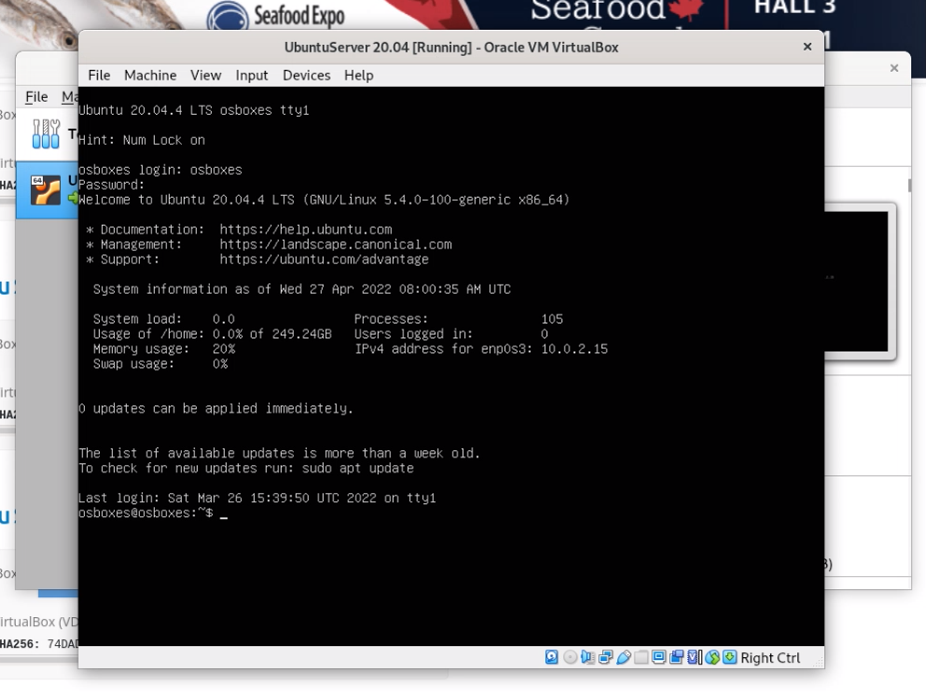 Seafood Expo
Seafood
HALL 3
UbuntuServer 20.04 [Running] - Oracle VM VirtualBox
File Machine View Input Devices Help
File
Ubuntu 20.04.4 LTS osboxes tty1
Hint: Num Lock on
osboxes login: osboxes
Password:
Welcome to Ubuntu 20.04.4 LTS (GNU/Linux 5.4.0-100-generic x86_64)
* Documentation: https://help.ubuntu.com
* Management: https://landscape.canonical.com
* Support: https://ubuntu.com/advantage
System information as of Wed 27 Apr 2022 08:00:35 AM UTC
System load: 0.0 Processes: 105
Usage of /home: 0.0% of 249.24GB Users logged in: 0
Memory usage: 20% IPv4 address for enp0s3: 10.0.2.15
Swap usage: 0%
0 updates can be applied immediately.
The list of available updates is more than a week old.
To check for new updates run: sudo apt update
Last login: Sat Mar 26 15:39:50 UTC 2022 on tty1
osboxes@osboxes:~$ _
64
Right Ctrl